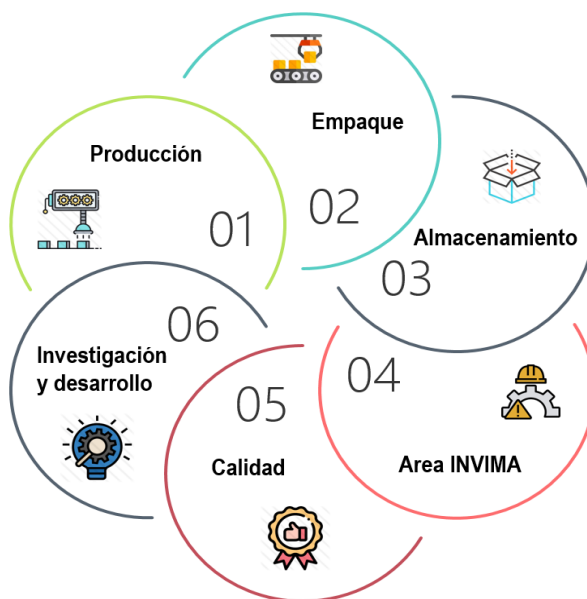 01
Producción
02
Empaque
03
Almacenamiento
04
Area INVIMA
05
Calidad
06
Investigación
y desarrollo